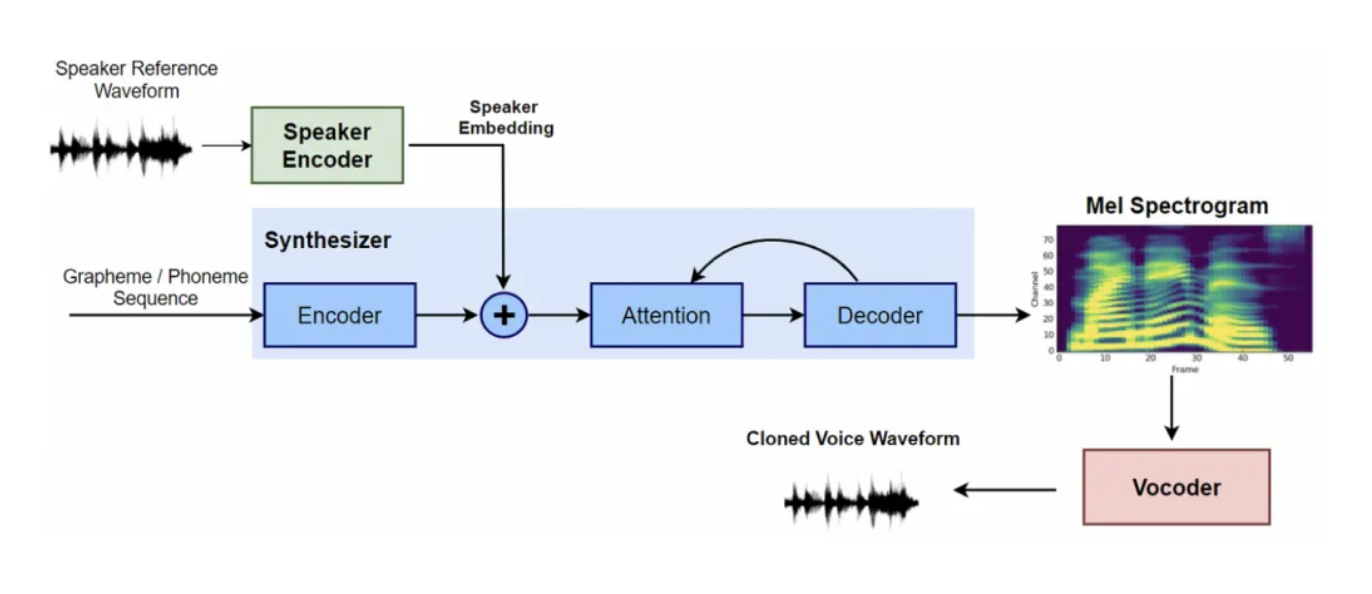 Speaker Reference
Waveform
Speaker
Encoder
Speaker
Embedding
Synthesizer
Grapheme / Phoneme
Sequence
Encoder
+
Attention
Decoder
Mel Spectrogram
70
60
50
40
30
20
10
0
Channel
0 10 20 30 40 50
Frame
Cloned Voice Waveform
Vocoder